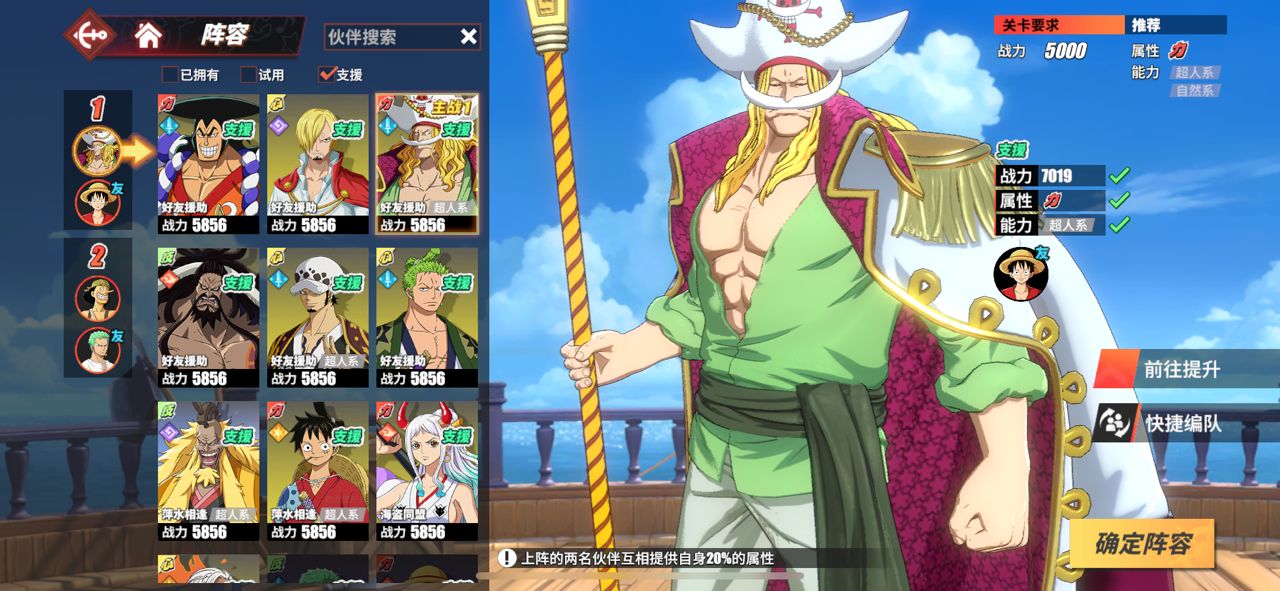 阵容
伙伴搜索
已拥有
试用
支援
1
友
2
友
力
支援
好友援助
战力 5856
支援
好友援助
战力 5856
力
主战1
支援
好友援助 超人系
战力 5856
反
支援
好友援助
战力 5856
支援
好友援助 超人系
战力 5856
支援
好友援助
战力 5856
反
支援
萍水相逢 超人系
战力 5856
力
支援
萍水相逢 超人系
战力 5856
力
支援
海盗同盟
战力 5856
关卡要求
推荐
战力 5000
属性 力
能力 超人系
自然系
支援
战力 7019
属性 力
能力 超人系
友
前往提升
快捷编队
上阵的两名伙伴互相提供自身20%的属性
确定阵容